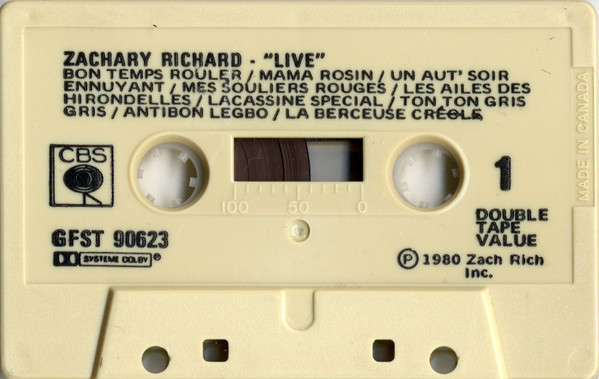 ZACHARY RICHARD - "LIVE"
BON TEMPS ROULER / MAMA ROSIN / UN AUT' SOIR
ENNUYANT / MES SOULIERS ROUGES / LES AILES DES
HIRONDELLES / LACASSINE SPECIAL / TON TON GRIS
GRIS / ANTIBON LEGBO / LA BERCEUSE CRÉOLE
CBS
1
100 50 0
MADE IN CANADA
DOUBLE
TAPE
VALUE
GFST 90623
SYSTEME DOLBY®
Ⓟ 1980 Zach Rich
Inc.